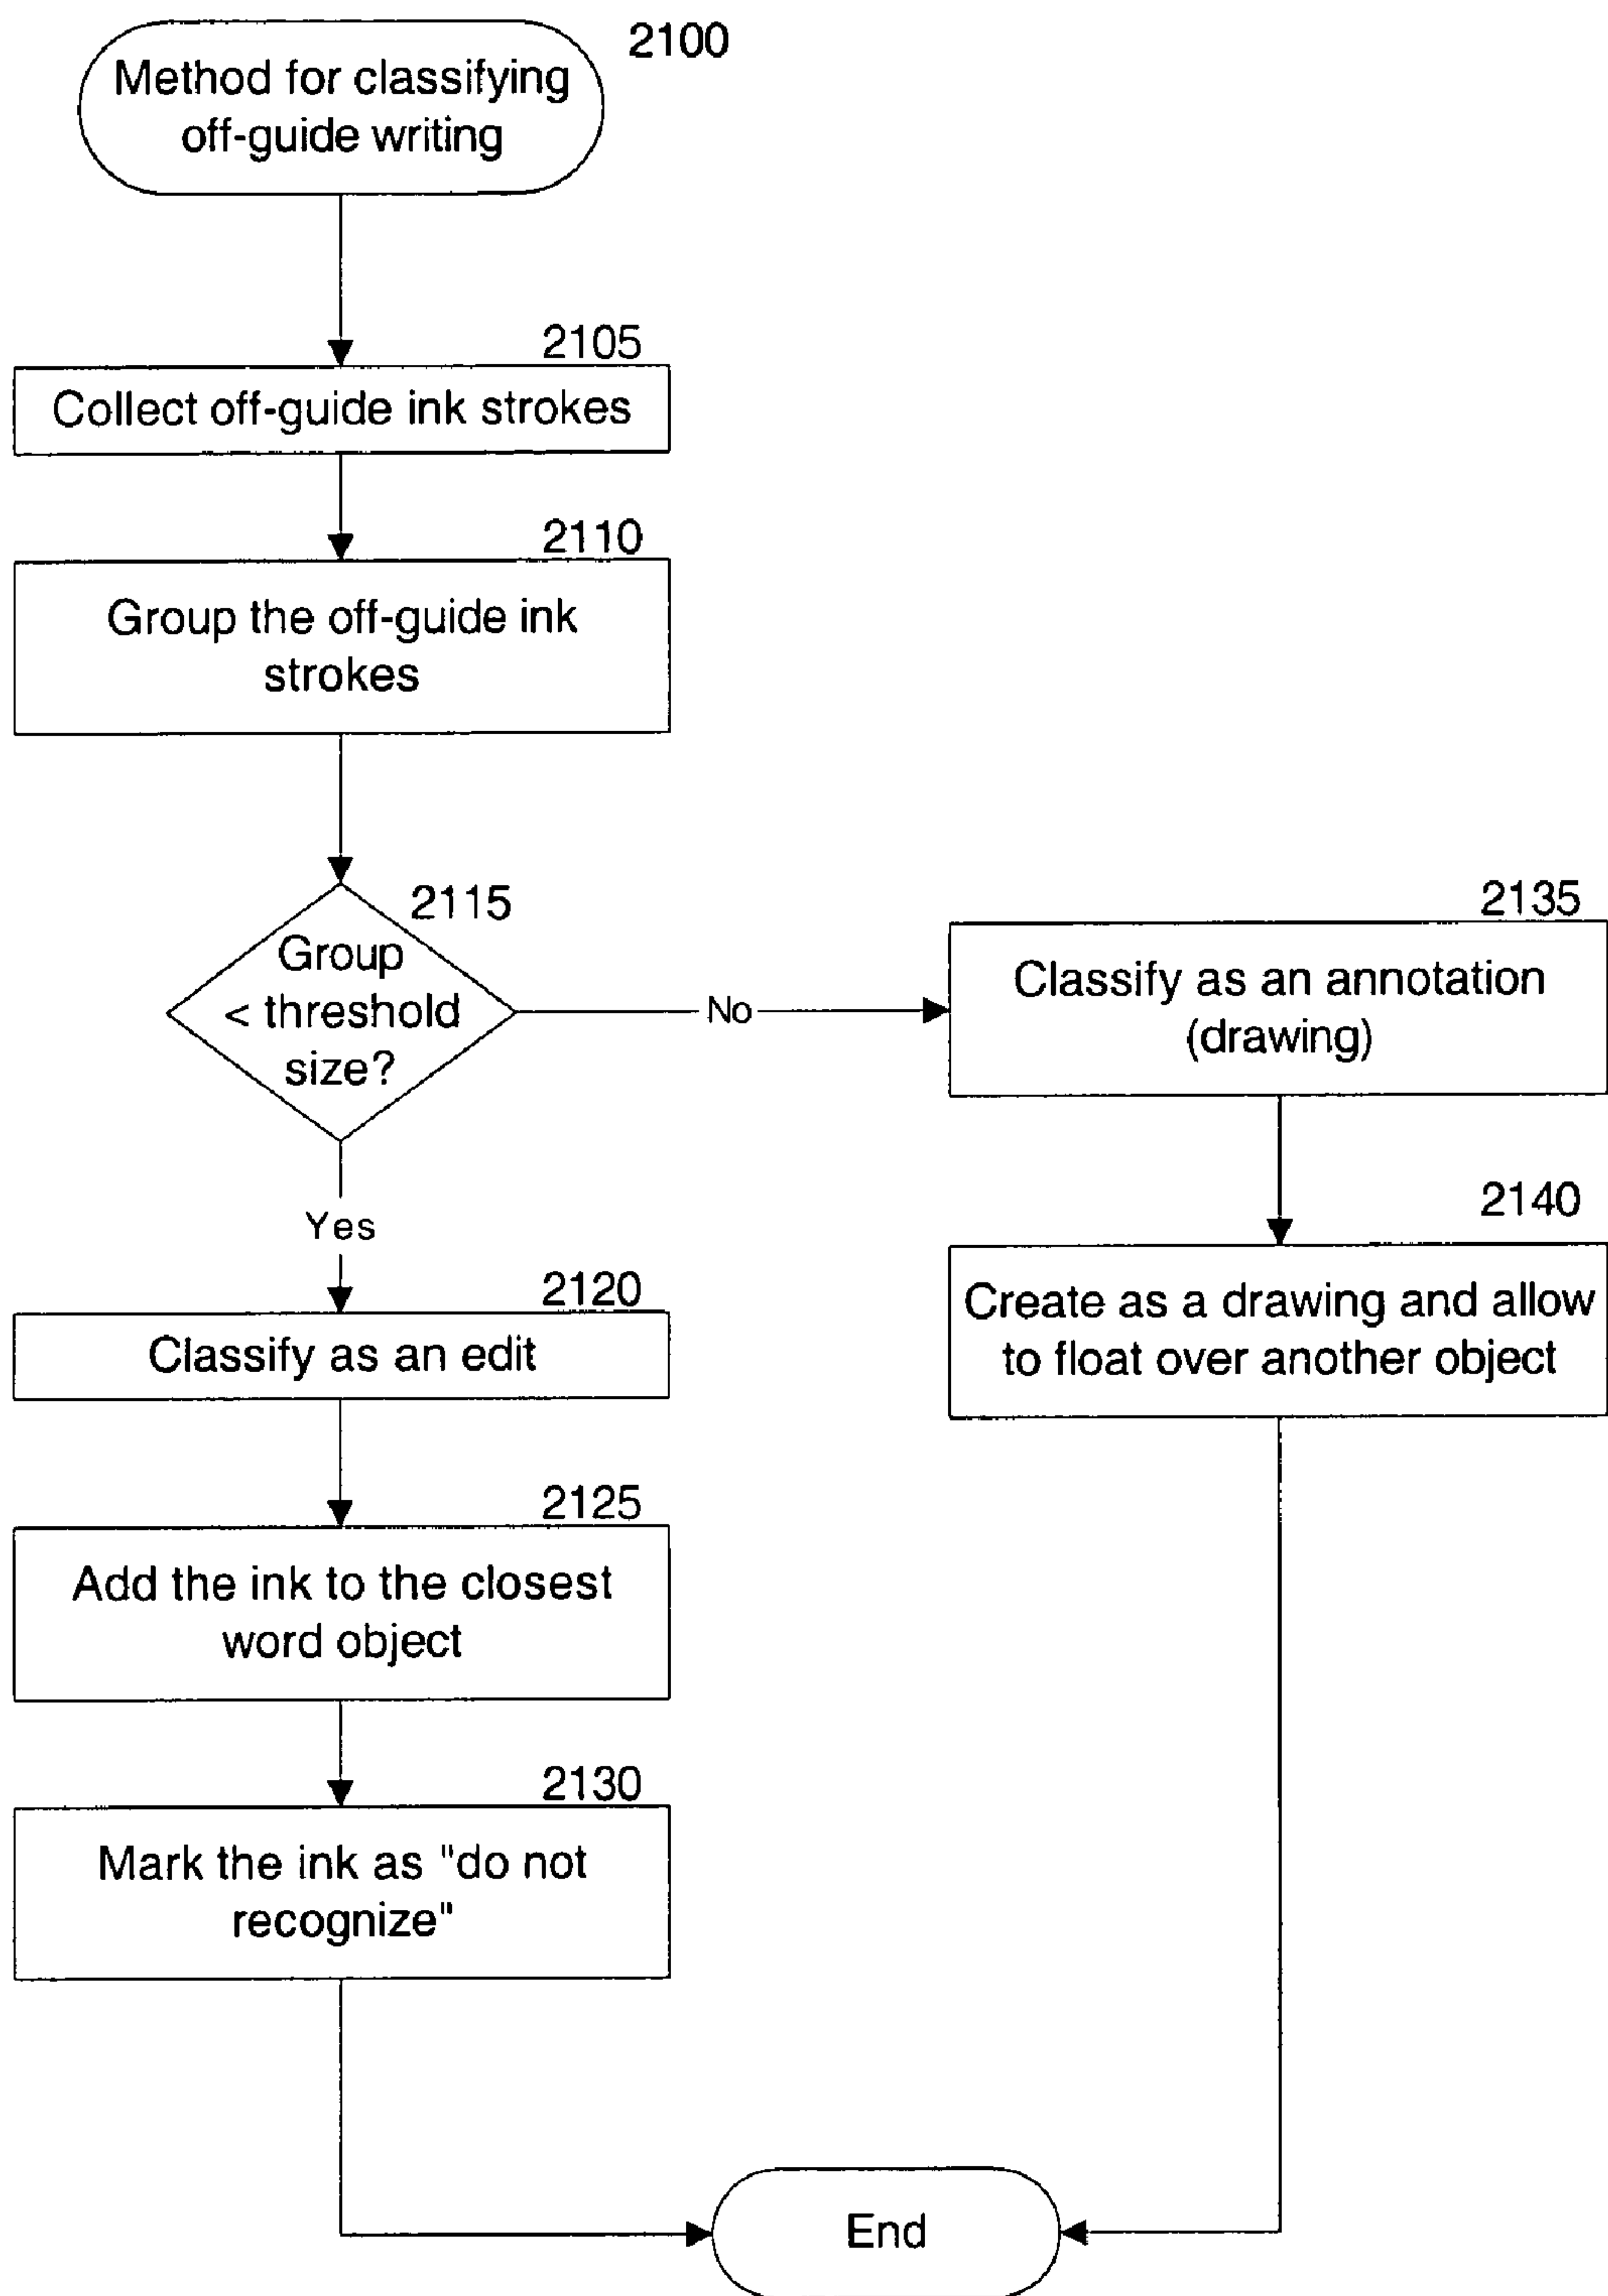 2100
Method for classifying
off-guide writing
2105
Collect off-guide ink strokes
2110
Group the off-guide ink
strokes
2115
Group
< threshold
size?
No
Yes
2120
Classify as an edit
2125
Add the ink to the closest
word object
2130
Mark the ink as "do not
recognize"
2135
Classify as an annotation
(drawing)
2140
Create as a drawing and allow
to float over another object
End